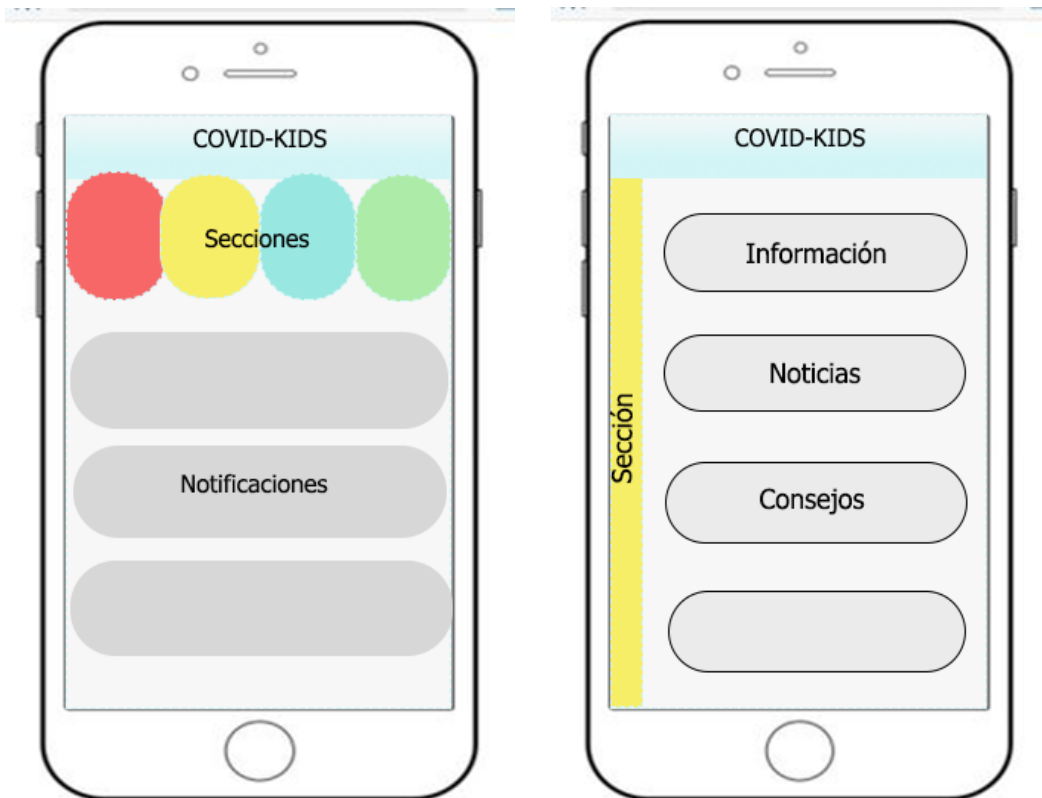 COVID-KIDS
Secciones
Notificaciones
COVID-KIDS
Sección
Información
Noticias
Consejos